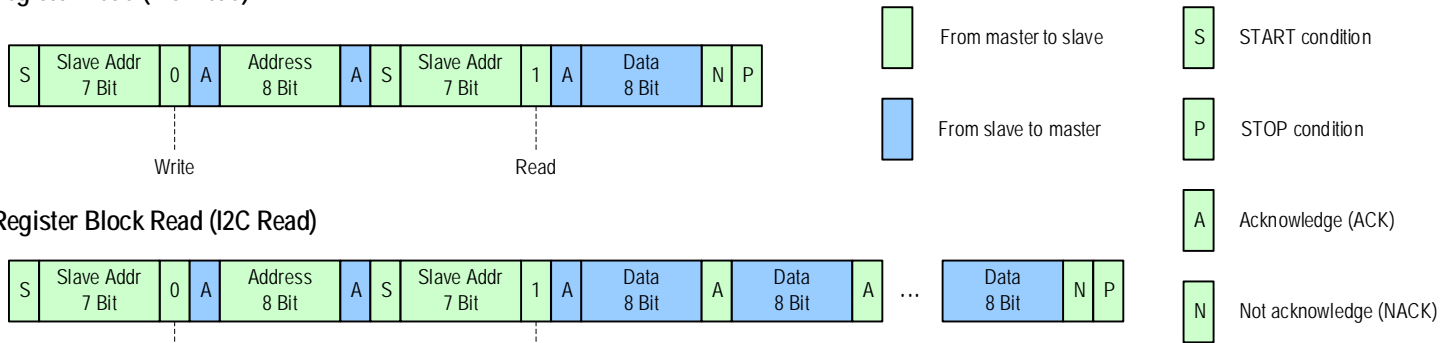 S Slave Addr 7 Bit 0 A Address 8 Bit A S Slave Addr 7 Bit 1 A Data 8 Bit N P
Write Read
From master to slave
From slave to master
S START condition
P STOP condition
A Acknowledge (ACK)
N Not acknowledge (NACK)
Register Block Read (I2C Read)
S Slave Addr 7 Bit 0 A Address 8 Bit A S Slave Addr 7 Bit 1 A Data 8 Bit A Data 8 Bit A ... Data 8 Bit N P